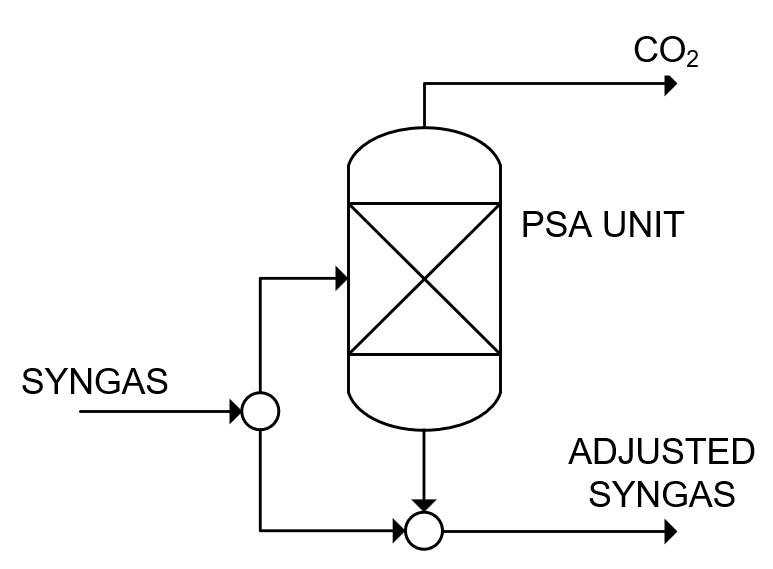 CO₂
PSA UNIT
SYNGAS
ADJUSTED
SYNGAS